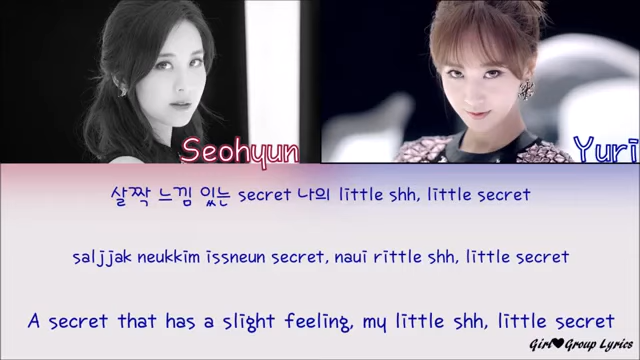 Seohyun
Yuri
살짝 느낌 있는 secret 나의 little shh, little secret
saljjak neukkim issneun secret, naui rittle shh, little secret
A secret that has a slight feeling, my little shh, little secret
Girl♥Group Lyrics